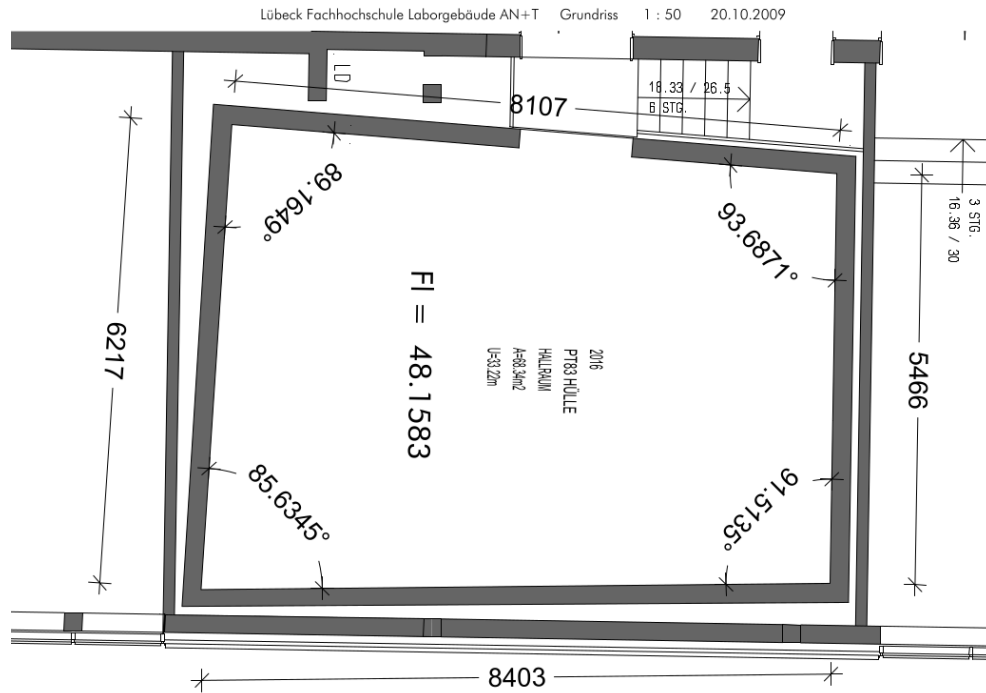 Lübeck Fachhochschule Laborgebäude AN+T Grundriss 1 : 50 20.10.2009
LD
8107
16.33 / 26.5
6 STG.
3 STG.
16.36 / 30
89.1649°
93.6871°
6217
FI = 48.1583
2016
PT83 HÜLLE
HALLRAUM
A=68.34m2
U=33.22m
5466
85.6345°
91.5135°
8403